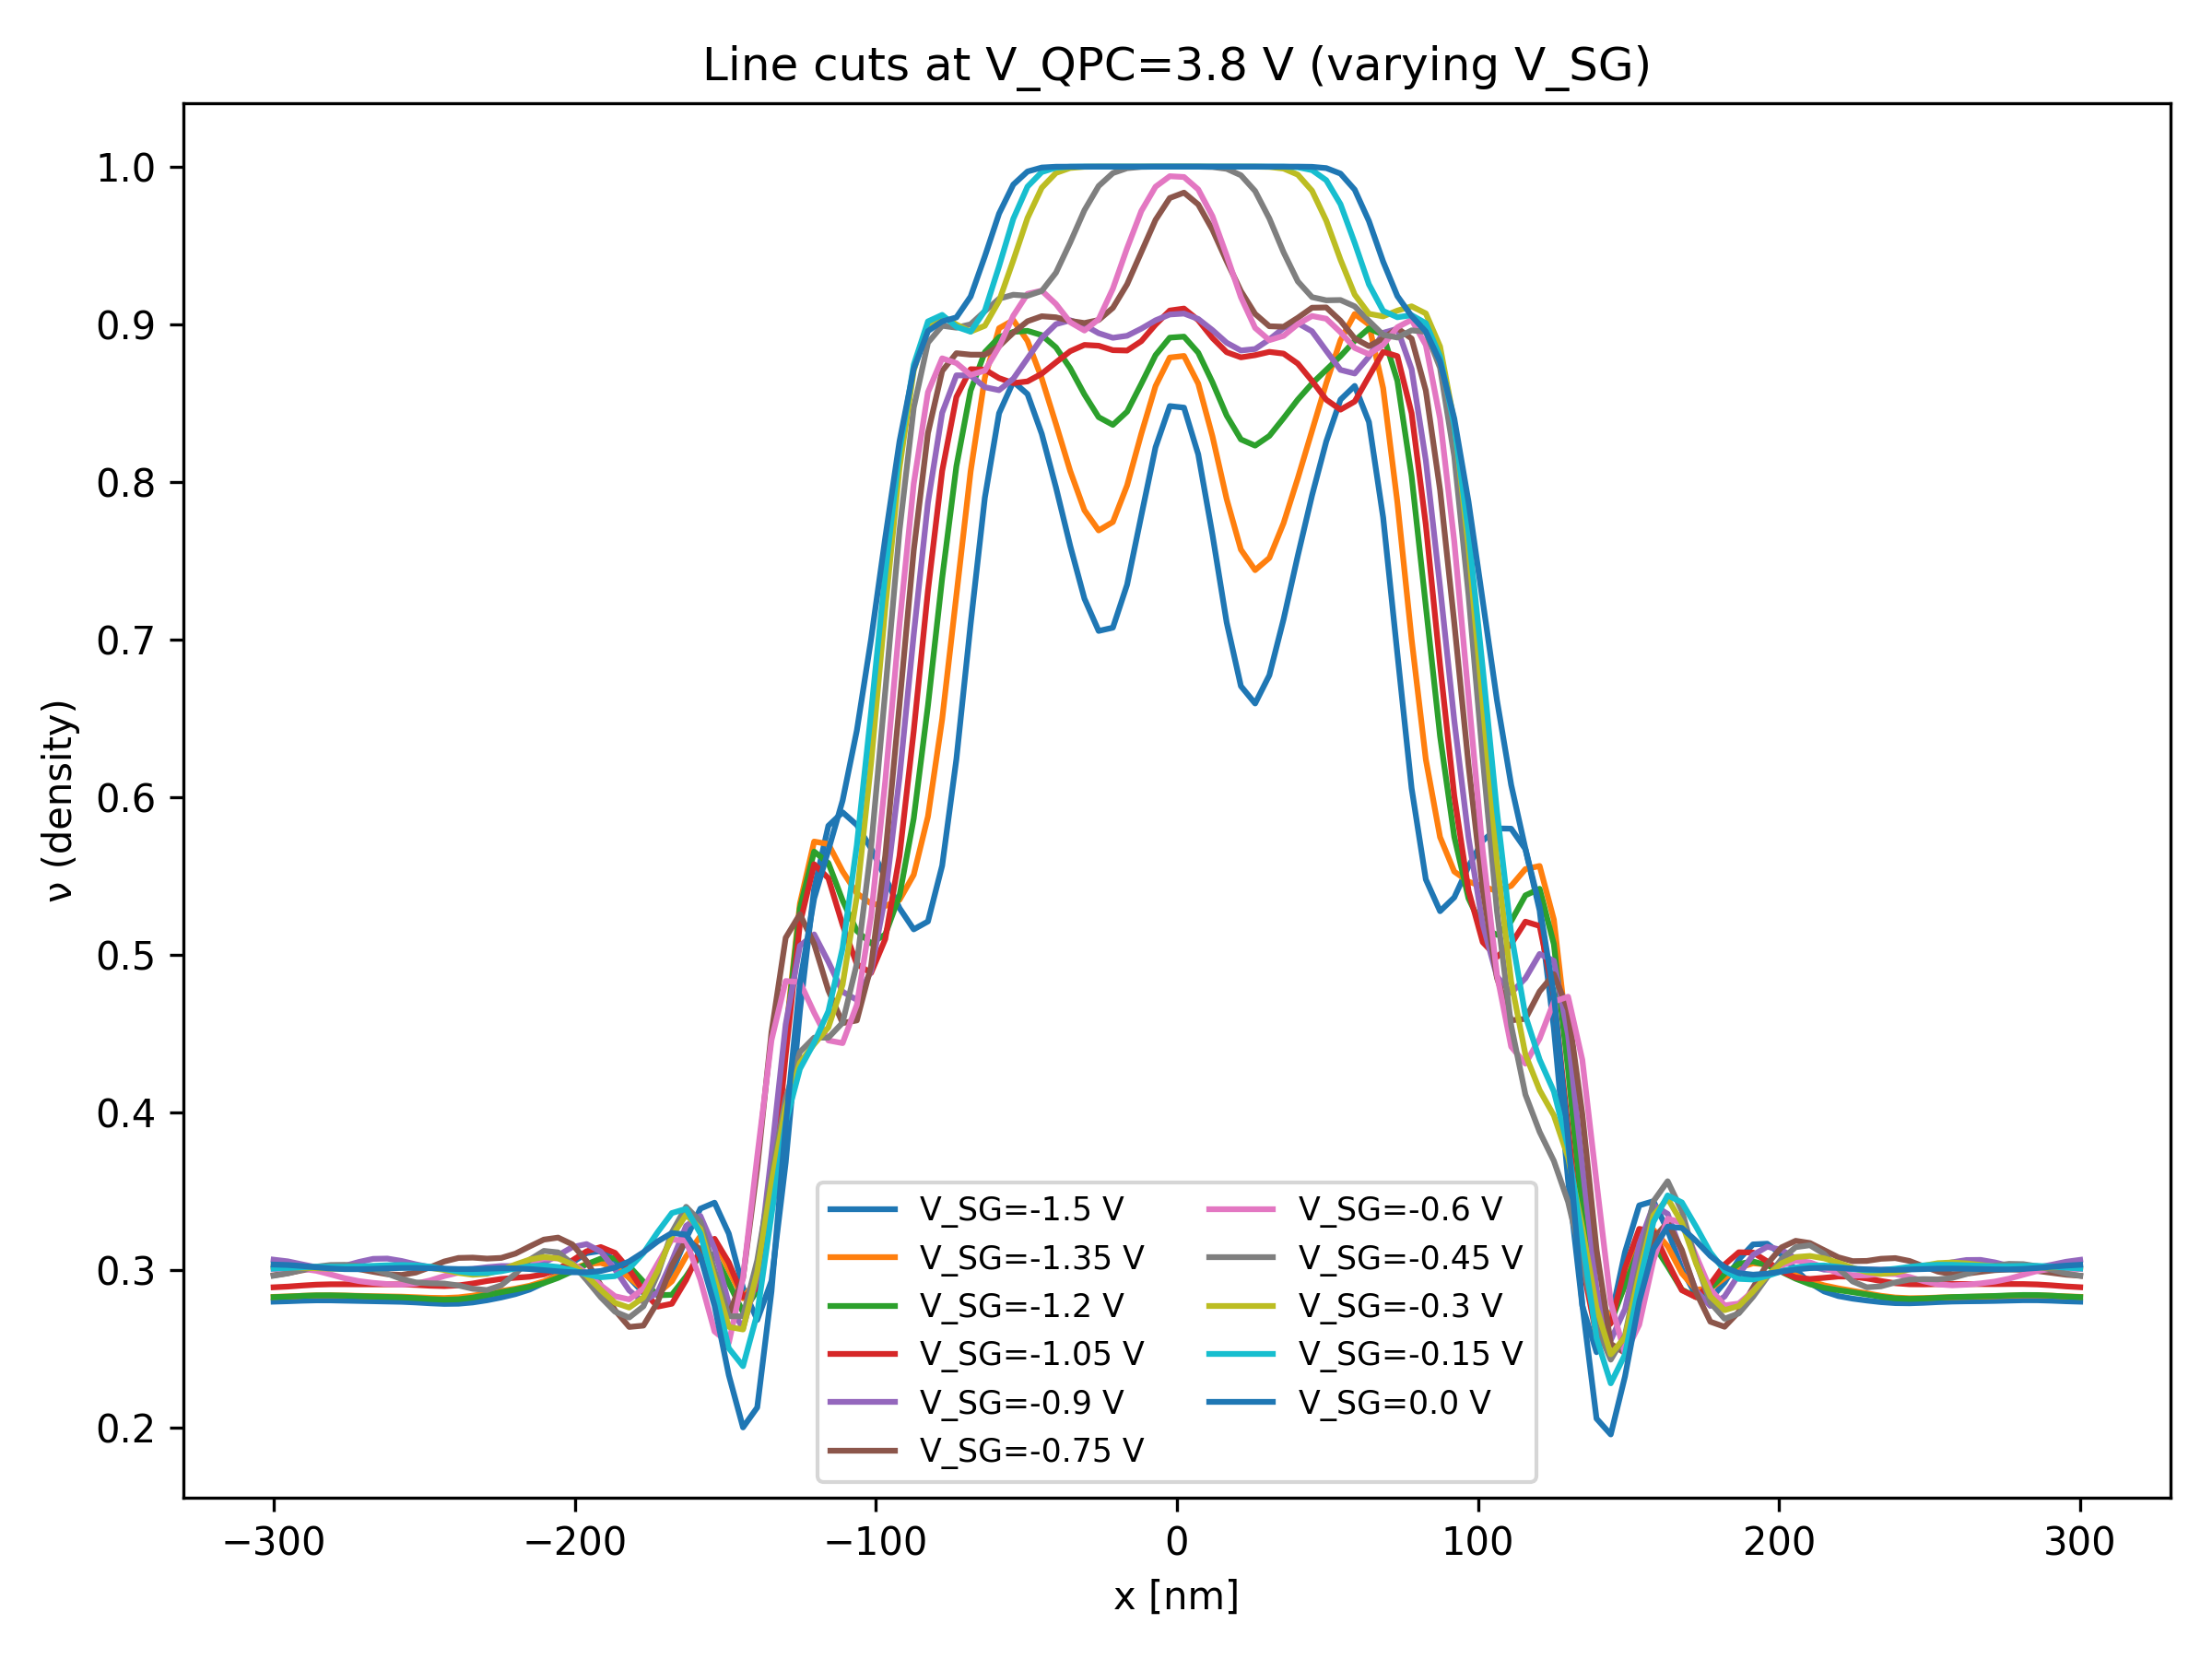 Line cuts at V_QPC=3.8 V (varying V_SG)
1.0
0.9
0.8
0.7
0.6
0.5
0.4
0.3
0.2
ν (density)
V_SG=-1.5 V
V_SG=-1.35 V
V_SG=-1.2 V
V_SG=-1.05 V
V_SG=-0.9 V
V_SG=-0.75 V
V_SG=-0.6 V
V_SG=-0.45 V
V_SG=-0.3 V
V_SG=-0.15 V
V_SG=0.0 V
−300 −200 −100 0 100 200 300
x [nm]